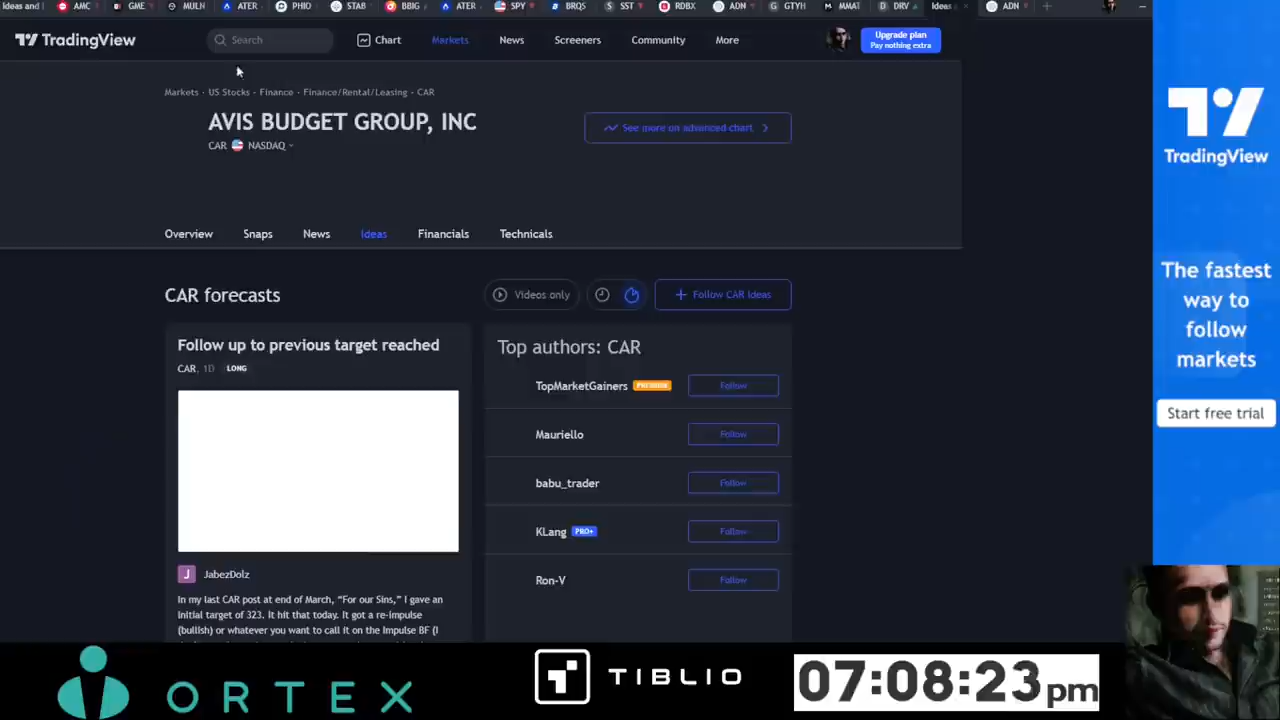 deas and
AMC
GME
MULN
ATER
PHIO
STAB
BBIG
ATER
SPY
BRQS
SST
RDBX
ADN
GTYH
MMAT
DRV
Ideas
ADN
TradingView
Search
Chart
Markets
News
Screeners
Community
More
Upgrade plan
Pay nothing extra
Markets · US Stocks · Finance · Finance/Rental/Leasing · CAR
AVIS BUDGET GROUP, INC
CAR NASDAQ
See more on advanced chart
Overview
Snaps
News
Ideas
Financials
Technicals
CAR forecasts
Videos only
Follow CAR Ideas
Follow up to previous target reached
CAR, 1D LONG
J JabezDolz
In my last CAR post at end of March, "For our Sins," I gave an
initial target of 323. It hit that today. It got a re-impulse
(bullish) or whatever you want to call it on the Impulse BF (I
Top authors: CAR
TopMarketGainers PREMIUM Follow
Mauriello Follow
babu_trader Follow
KLang PRO+ Follow
Ron-V Follow
TradingView
The fastest
way to
follow
markets
Start free trial
ORTEX
TIBLIO
07:08:23pm